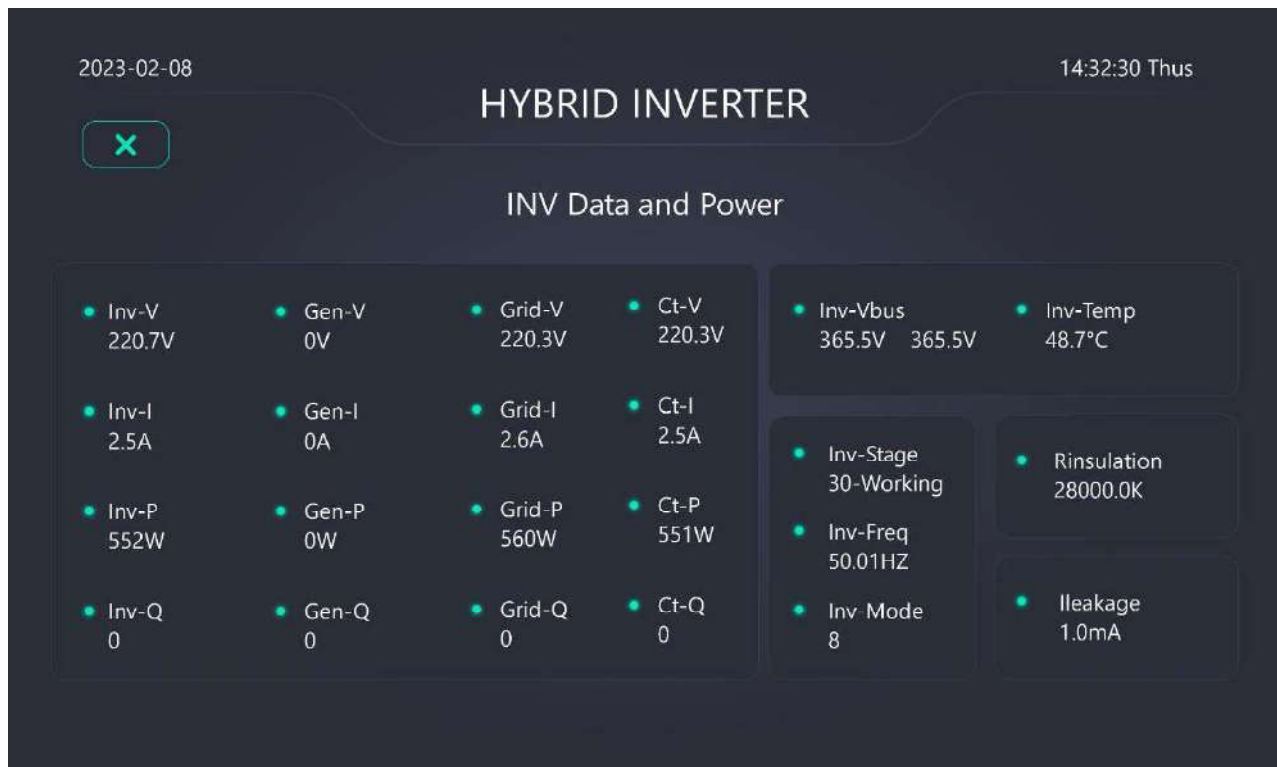 2023-02-08
14:32:30 Thus
HYBRID INVERTER
INV Data and Power
Inv-V
220.7V
Gen-V
0V
Grid-V
220.3V
Ct-V
220.3V
Inv-I
2.5A
Gen-I
0A
Grid-I
2.6A
Ct-I
2.5A
Inv-P
552W
Gen-P
0W
Grid-P
560W
Ct-P
551W
Inv-Q
0
Gen-Q
0
Grid-Q
0
Ct-Q
0
Inv-Vbus
365.5V 365.5V
Inv-Temp
48.7°C
Inv-Stage
30-Working
Inv-Freq
50.01HZ
Inv-Mode
8
Rinsulation
28000.0K
Ileakage
1.0mA